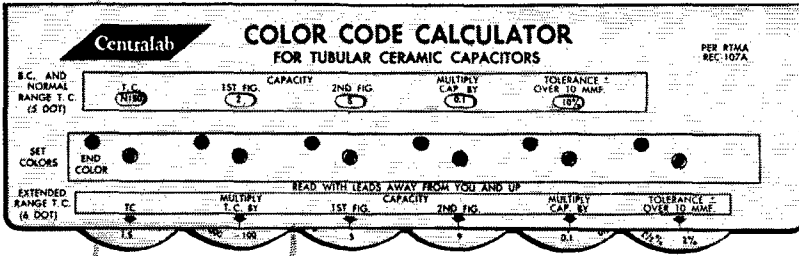 Centralab
COLOR CODE CALCULATOR
FOR TUBULAR CERAMIC CAPACITORS
PER RTMA
REC-107A
B.C. AND
NORMAL
RANGE T.C.
(5 DOT)
T.C.
CAPACITY
1ST FIG.
2ND FIG.
MULTIPLY
CAP. BY
TOLERANCE ±
OVER 10 MMF.
2
0.1
10%
SET
COLORS
END
COLOR
READ WITH LEADS AWAY FROM YOU AND UP
EXTENDED
RANGE T.C.
(6 DOT)
TC
MULTIPLY
T.C. BY
CAPACITY
1ST FIG.
2ND FIG.
MULTIPLY
CAP. BY
TOLERANCE ±
OVER 10 MMF.
1.5
-100
9
0.1
2%